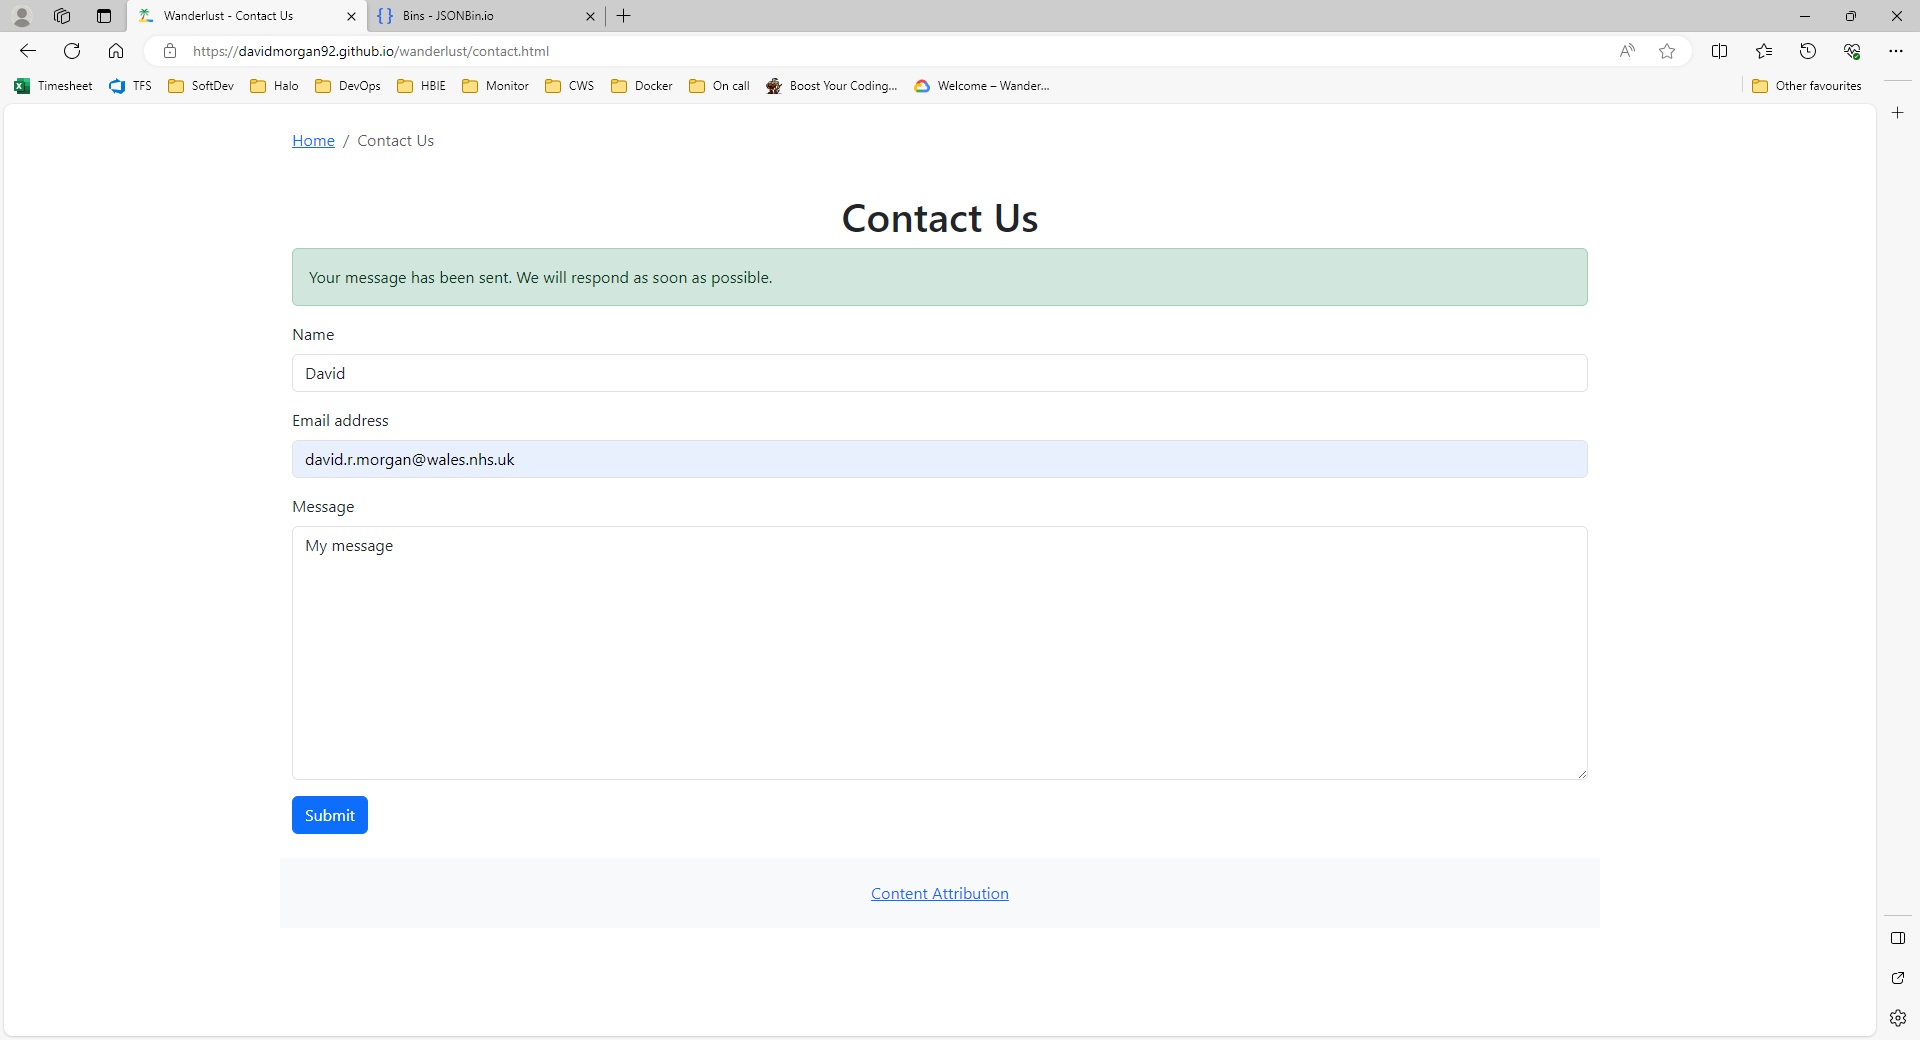 Wanderlust - Contact Us
{ } Bins - JSONBin.io
https://davidmorgan92.github.io/wanderlust/contact.html
Timesheet TFS SoftDev Halo DevOps HBIE Monitor CWS Docker On call Boost Your Coding... Welcome – Wander... Other favourites
Home / Contact Us
Contact Us
Your message has been sent. We will respond as soon as possible.
Name
David
Email address
david.r.morgan@wales.nhs.uk
Message
My message
Submit
Content Attribution